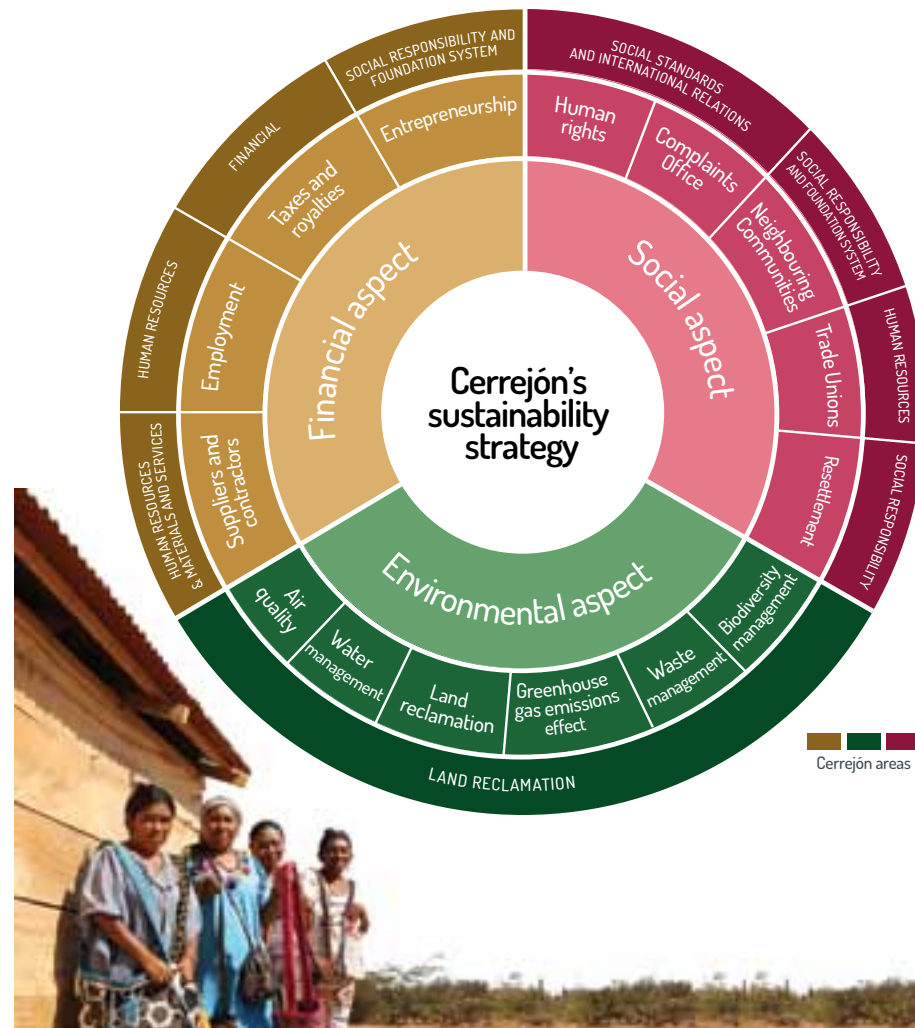 Cerrejón's
sustainability
strategy
Financial aspect
Social aspect
Environmental aspect
SOCIAL RESPONSIBILITY AND
FOUNDATION SYSTEM
Entrepreneurship
FINANCIAL
Taxes and
royalties
HUMAN RESOURCES
Employment
HUMAN RESOURCES
& MATERIALS AND SERVICES
Suppliers and
contractors
SOCIAL STANDARDS
AND INTERNATIONAL RELATIONS
Human
rights
Complaints
Office
SOCIAL RESPONSIBILITY
AND FOUNDATION SYSTEM
Neighbouring
Communities
HUMAN RESOURCES
Trade Unions
SOCIAL RESPONSIBILITY
Resettlement
Air
quality
Water
management
Land
reclamation
Greenhouse
gas emissions
effect
Waste
management
Biodiversity
management
LAND RECLAMATION
Cerrejón areas